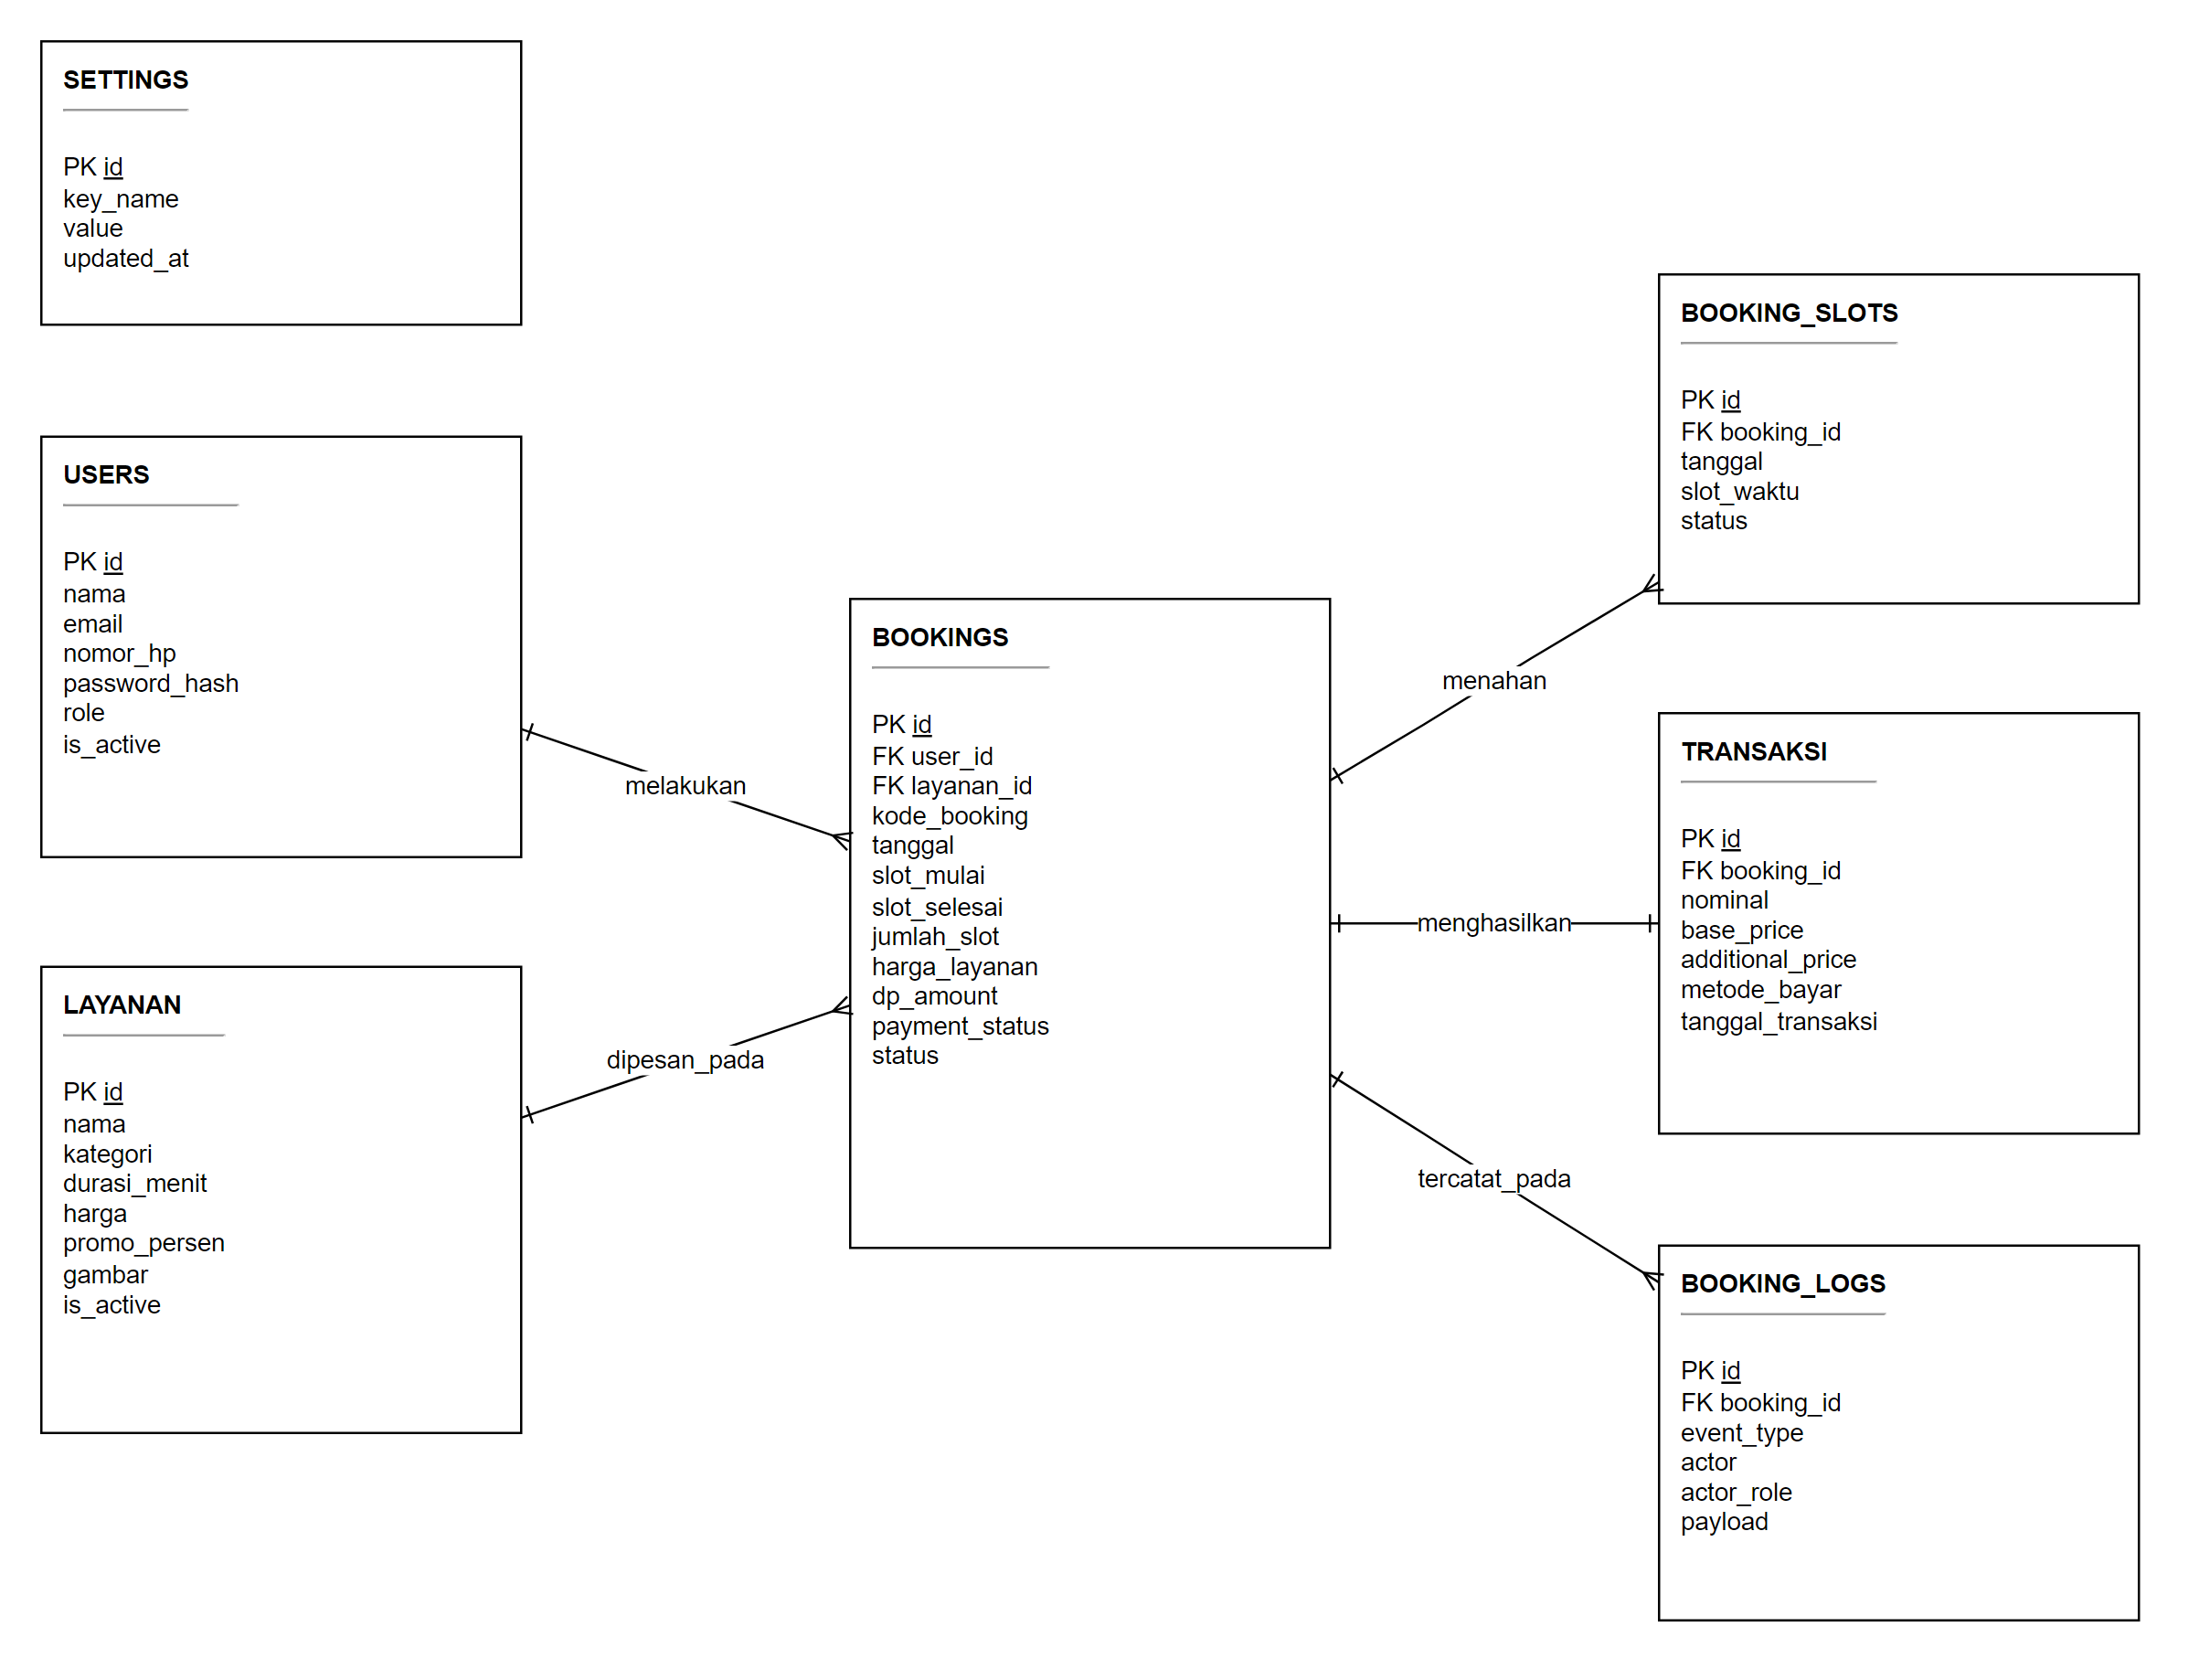 SETTINGS
PK id
key_name
value
updated_at
USERS
PK id
nama
email
nomor_hp
password_hash
role
is_active
LAYANAN
PK id
nama
kategori
durasi_menit
harga
promo_persen
gambar
is_active
melakukan
dipesan_pada
BOOKINGS
PK id
FK user_id
FK layanan_id
kode_booking
tanggal
slot_mulai
slot_selesai
jumlah_slot
harga_layanan
dp_amount
payment_status
status
menahan
menghasilkan
tercatat_pada
BOOKING_SLOTS
PK id
FK booking_id
tanggal
slot_waktu
status
TRANSAKSI
PK id
FK booking_id
nominal
base_price
additional_price
metode_bayar
tanggal_transaksi
BOOKING_LOGS
PK id
FK booking_id
event_type
actor
actor_role
payload